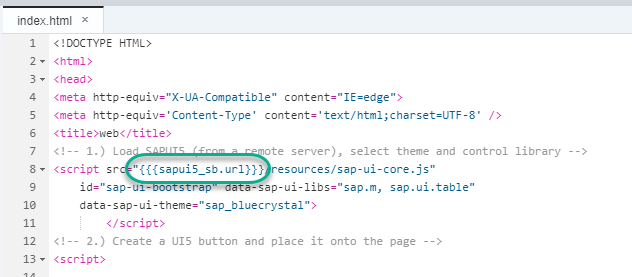 index.html ×
1 <!DOCTYPE HTML>
2 <html>
3 <head>
4 <meta http-equiv="X-UA-Compatible" content="IE=edge">
5 <meta http-equiv='Content-Type' content='text/html;charset=UTF-8' />
6 <title>web</title>
7 <!-- 1.) Load SAPUI5 (from a remote server), select theme and control library -->
8 <script src="{{{sapui5_sb.url}}}/resources/sap-ui-core.js"
9 id="sap-ui-bootstrap" data-sap-ui-libs="sap.m, sap.ui.table"
10 data-sap-ui-theme="sap_bluecrystal">
11 </script>
12 <!-- 2.) Create a UI5 button and place it onto the page -->
13 <script>
14